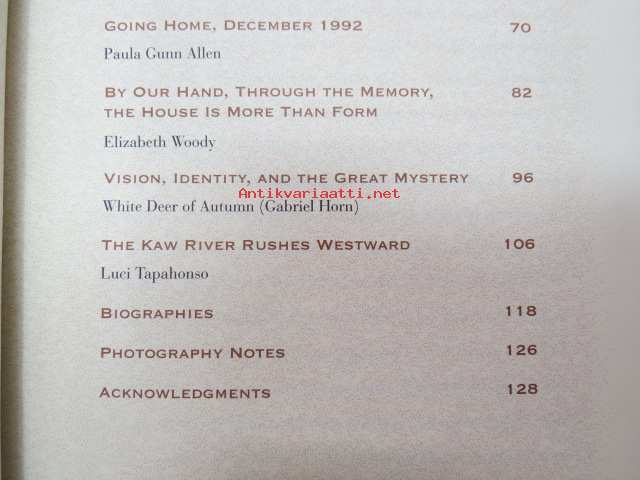 GOING HOME, DECEMBER 1992 70
Paula Gunn Allen
BY OUR HAND, THROUGH THE MEMORY, 82
THE HOUSE IS MORE THAN FORM
Elizabeth Woody
VISION, IDENTITY, AND THE GREAT MYSTERY 96
Antikvariaatti.net
White Deer of Autumn (Gabriel Horn)
THE KAW RIVER RUSHES WESTWARD 106
Luci Tapahonso
BIOGRAPHIES 118
PHOTOGRAPHY NOTES 126
ACKNOWLEDGMENTS 128